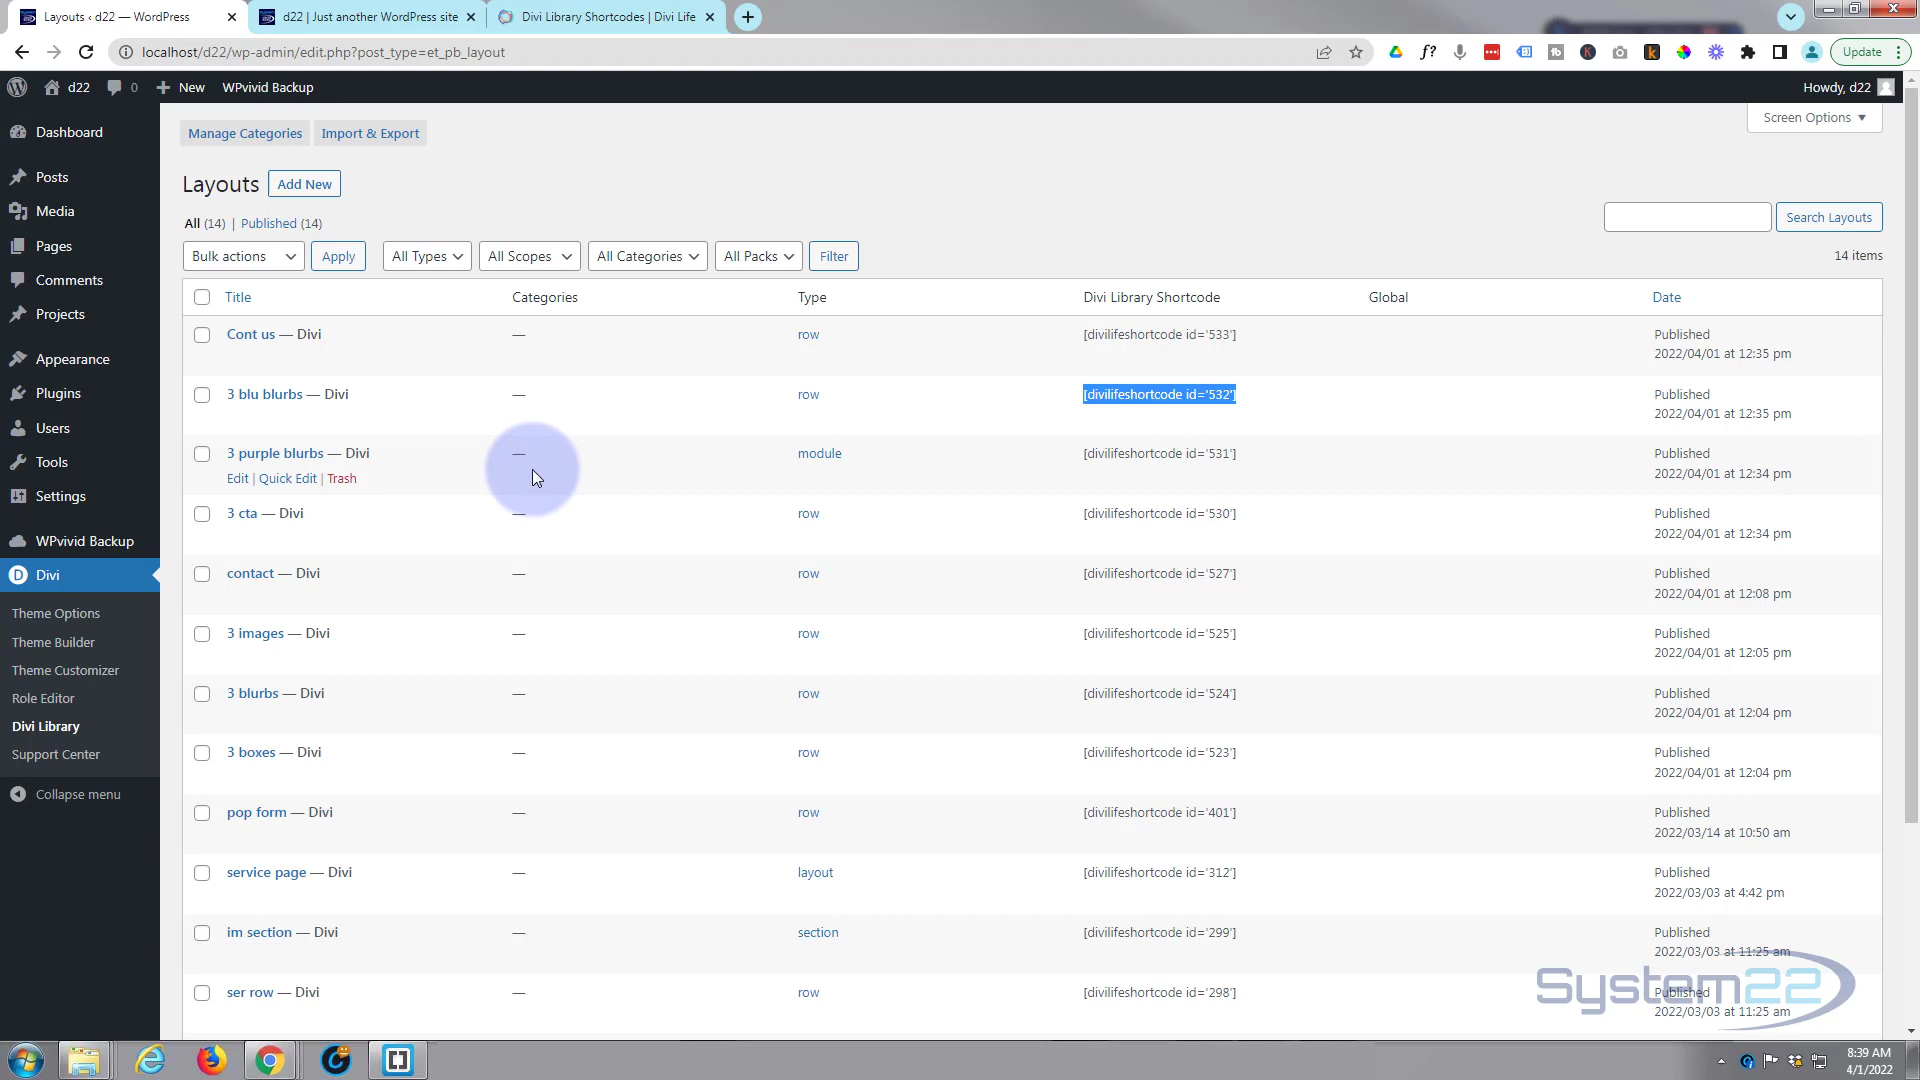 Layouts ‹ d22 — WordPress
d22 | Just another WordPress site
Divi Library Shortcodes | Divi Life
localhost/d22/wp-admin/edit.php?post_type=et_pb_layout
Update
d22
0
New
WPvivid Backup
Howdy, d22
Dashboard
Posts
Media
Pages
Comments
Projects
Appearance
Plugins
Users
Tools
Settings
WPvivid Backup
Divi
Theme Options
Theme Builder
Theme Customizer
Role Editor
Divi Library
Support Center
Collapse menu
Manage Categories
Import & Export
Screen Options
Layouts
Add New
All (14) | Published (14)
Search Layouts
Bulk actions
Apply
All Types
All Scopes
All Categories
All Packs
Filter
14 items
Title Categories Type Divi Library Shortcode Global Date
Cont us — Divi — row [divilifeshortcode id='533'] Published
2022/04/01 at 12:35 pm
3 blu blurbs — Divi — row [divilifeshortcode id='532'] Published
2022/04/01 at 12:35 pm
3 purple blurbs — Divi — module [divilifeshortcode id='531'] Published
Edit | Quick Edit | Trash 2022/04/01 at 12:34 pm
3 cta — Divi — row [divilifeshortcode id='530'] Published
2022/04/01 at 12:34 pm
contact — Divi — row [divilifeshortcode id='527'] Published
2022/04/01 at 12:08 pm
3 images — Divi — row [divilifeshortcode id='525'] Published
2022/04/01 at 12:05 pm
3 blurbs — Divi — row [divilifeshortcode id='524'] Published
2022/04/01 at 12:04 pm
3 boxes — Divi — row [divilifeshortcode id='523'] Published
2022/04/01 at 12:04 pm
pop form — Divi — row [divilifeshortcode id='401'] Published
2022/03/14 at 10:50 am
service page — Divi — layout [divilifeshortcode id='312'] Published
2022/03/03 at 4:42 pm
im section — Divi — section [divilifeshortcode id='299'] Published
2022/03/03 at 11:25 am
ser row — Divi — row [divilifeshortcode id='298'] Published
2022/03/03 at 11:25 am
System22
8:39 AM
4/1/2022